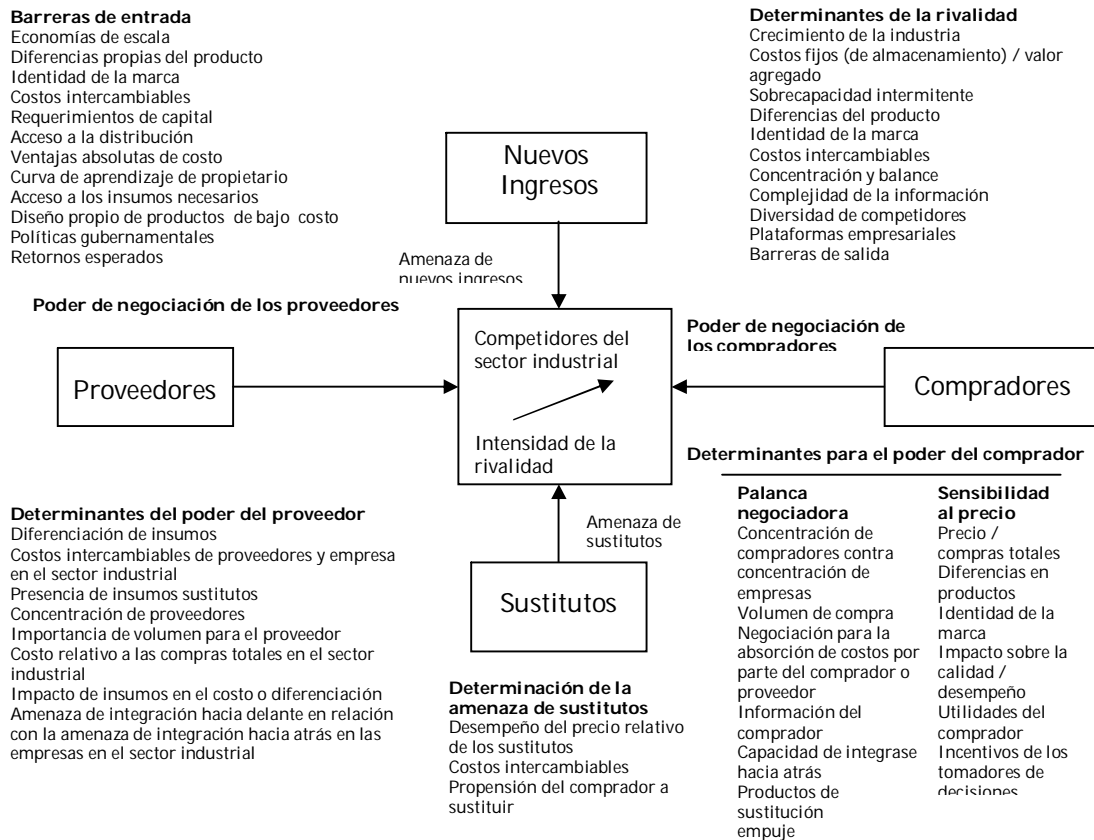 Barreras de entrada
Economías de escala
Diferencias propias del producto
Identidad de la marca
Costos intercambiables
Requerimientos de capital
Acceso a la distribución
Ventajas absolutas de costo
Curva de aprendizaje de propietario
Acceso a los insumos necesarios
Diseño propio de productos de bajo costo
Políticas gubernamentales
Retornos esperados
Determinantes de la rivalidad
Crecimiento de la industria
Costos fijos (de almacenamiento) / valor
agregado
Sobrecapacidad intermitente
Diferencias del producto
Identidad de la marca
Costos intercambiables
Concentración y balance
Complejidad de la información
Diversidad de competidores
Plataformas empresariales
Barreras de salida
Nuevos
Ingresos
Amenaza de
nuevos ingresos
Poder de negociación de los proveedores
Proveedores
Competidores del
sector industrial
Intensidad de la
rivalidad
Poder de negociación de
los compradores
Compradores
Determinantes del poder del proveedor
Diferenciación de insumos
Costos intercambiables de proveedores y empresa
en el sector industrial
Presencia de insumos sustitutos
Concentración de proveedores
Importancia de volumen para el proveedor
Costo relativo a las compras totales en el sector
industrial
Impacto de insumos en el costo o diferenciación
Amenaza de integración hacia delante en relación
con la amenaza de integración hacia atrás en las
empresas en el sector industrial
Amenaza de
sustitutos
Sustitutos
Determinación de la
amenaza de sustitutos
Desempeño del precio relativo
de los sustitutos
Costos intercambiables
Propensión del comprador a
sustituir
Determinantes para el poder del comprador
Palanca
negociadora
Concentración de
compradores contra
concentración de
empresas
Volumen de compra
Negociación para la
absorción de costos por
parte del comprador o
proveedor
Información del
comprador
Capacidad de integrase
hacia atrás
Productos de
sustitución
empuje
Sensibilidad
al precio
Precio /
compras totales
Diferencias en
productos
Identidad de la
marca
Impacto sobre la
calidad /
desempeño
Utilidades del
comprador
Incentivos de los
tomadores de
decisiones